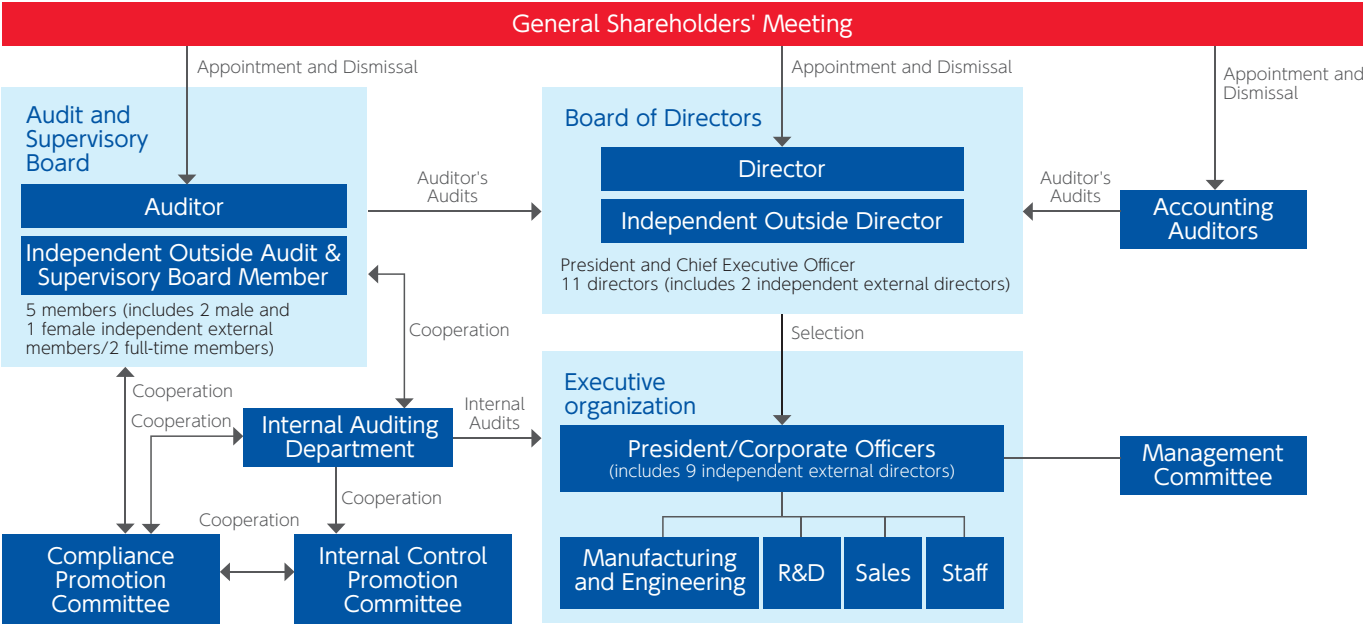 General Shareholders' Meeting
Appointment and Dismissal
Appointment and Dismissal
Appointment and
Dismissal
Audit and
Supervisory
Board
Auditor
Independent Outside Audit &
Supervisory Board Member
5 members (includes 2 male and
1 female independent external
members/2 full-time members)
Auditor's
Audits
Board of Directors
Director
Independent Outside Director
President and Chief Executive Officer
11 directors (includes 2 independent external directors)
Auditor's
Audits
Accounting
Auditors
Cooperation
Selection
Cooperation
Cooperation
Internal Auditing
Department
Internal
Audits
Executive
organization
President/Corporate Officers
(includes 9 independent external directors)
Management
Committee
Cooperation
Cooperation
Compliance
Promotion
Committee
Internal Control
Promotion
Committee
Manufacturing
and Engineering
R&D
Sales
Staff